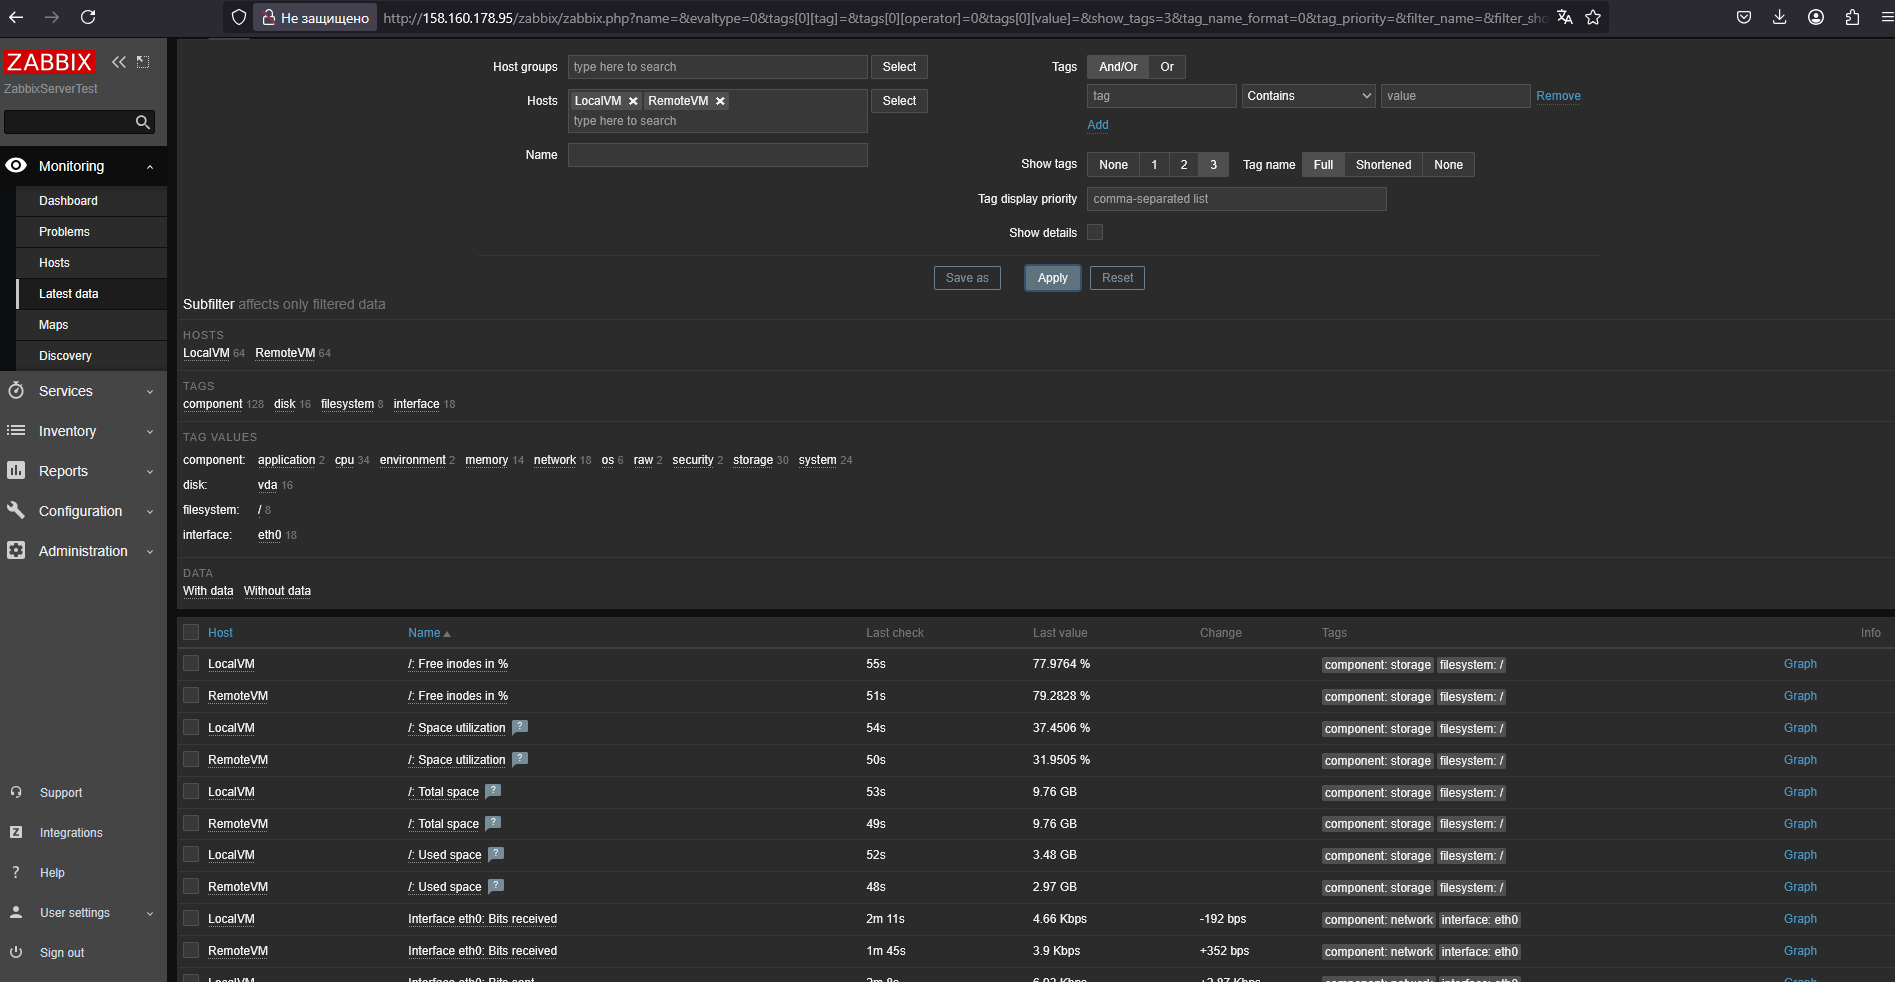 Не защищено
http://158.160.178.95/zabbix/zabbix.php?name=&evaltype=0&tags[0][tag]=&tags[0][operator]=0&tags[0][value]=&show_tags=3&tag_name_format=0&tag_priority=&filter_name=&filter_sho
ZABBIX
ZabbixServerTest
Monitoring
Dashboard
Problems
Hosts
Latest data
Maps
Discovery
Services
Inventory
Reports
Configuration
Administration
Support
Integrations
Help
User settings
Sign out
Host groups type here to search Select
Hosts LocalVM RemoteVM Select
type here to search
Name
Tags And/Or Or
tag Contains value Remove
Add
Show tags None 1 2 3 Tag name Full Shortened None
Tag display priority comma-separated list
Show details
Save as Apply Reset
Subfilter affects only filtered data
HOSTS
LocalVM 64 RemoteVM 64
TAGS
component 128 disk 16 filesystem 8 interface 18
TAG VALUES
component: application 2 cpu 34 environment 2 memory 14 network 18 os 6 raw 2 security 2 storage 30 system 24
disk: vda 16
filesystem: / 8
interface: eth0 18
DATA
With data Without data
Host Name Last check Last value Change Tags Info
LocalVM /: Free inodes in % 55s 77.9764 % component: storage filesystem: / Graph
RemoteVM /: Free inodes in % 51s 79.2828 % component: storage filesystem: / Graph
LocalVM /: Space utilization ? 54s 37.4506 % component: storage filesystem: / Graph
RemoteVM /: Space utilization ? 50s 31.9505 % component: storage filesystem: / Graph
LocalVM /: Total space ? 53s 9.76 GB component: storage filesystem: / Graph
RemoteVM /: Total space ? 49s 9.76 GB component: storage filesystem: / Graph
LocalVM /: Used space ? 52s 3.48 GB component: storage filesystem: / Graph
RemoteVM /: Used space ? 48s 2.97 GB component: storage filesystem: / Graph
LocalVM Interface eth0: Bits received 2m 11s 4.66 Kbps -192 bps component: network interface: eth0 Graph
RemoteVM Interface eth0: Bits received 1m 45s 3.9 Kbps +352 bps component: network interface: eth0 Graph
LocalVM Interface eth0: Bits sent component: network interface: eth0 Graph